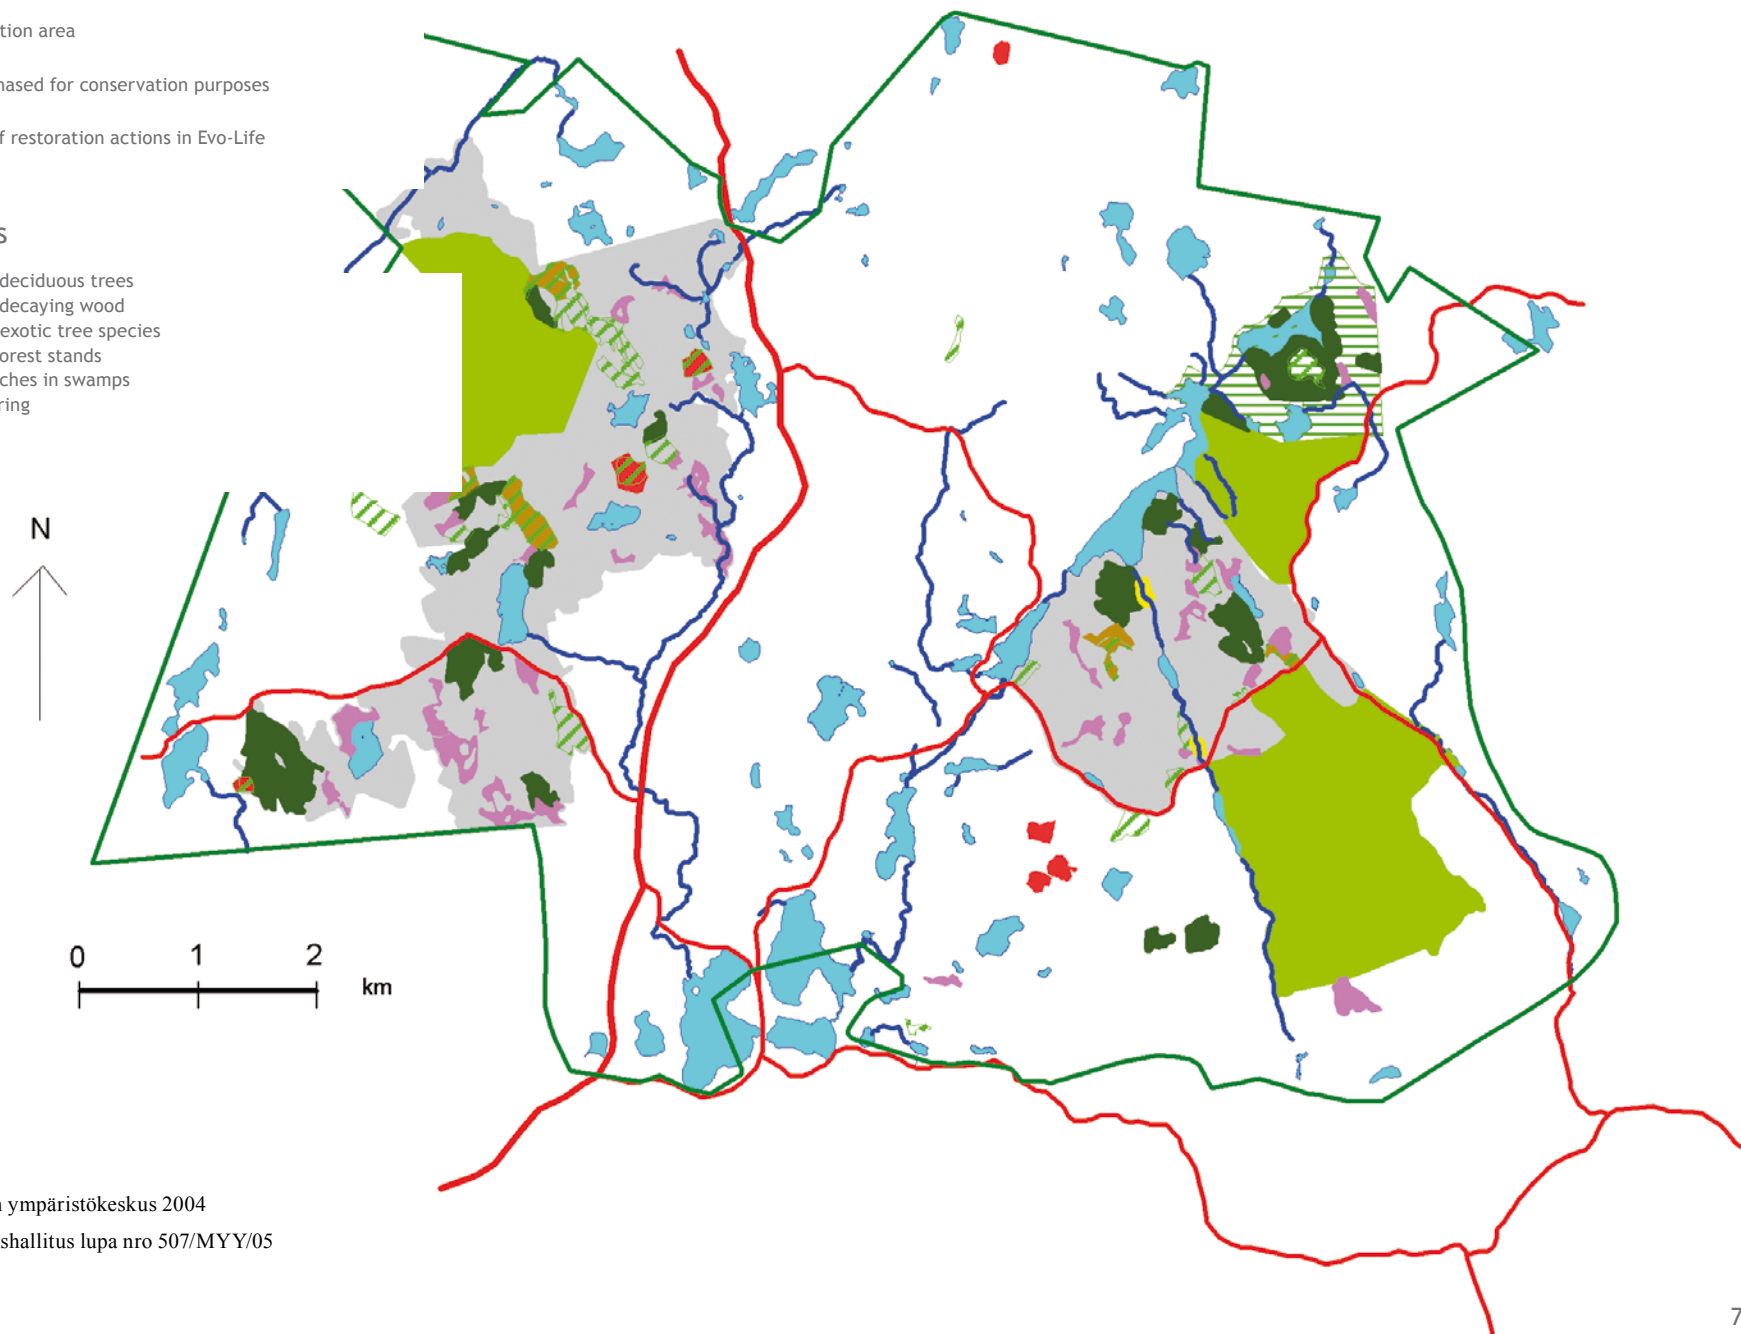 tion area
ased for conservation purposes
f restoration actions in Evo-Life
s
deciduous trees
decaying wood
exotic tree species
orest stands
ches in swamps
ring
N
0 1 2
km
ympäristökeskus 2004
shallitus lupa nro 507/MYY/05
7